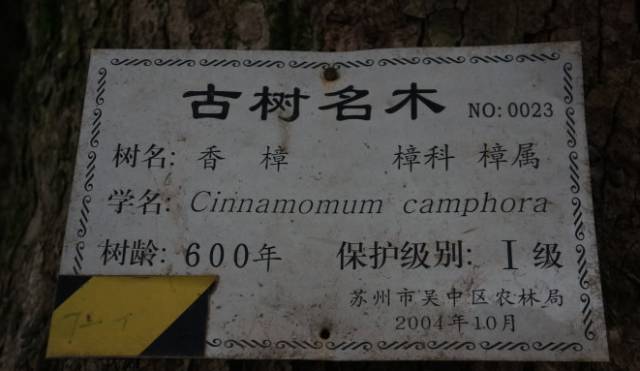 古树名木 NO:0023
树名: 香 樟 樟科 樟属
学名: Cinnamomum camphora
树龄: 600年 保护级别: I 级
苏州市吴中区农林局
2004年10月